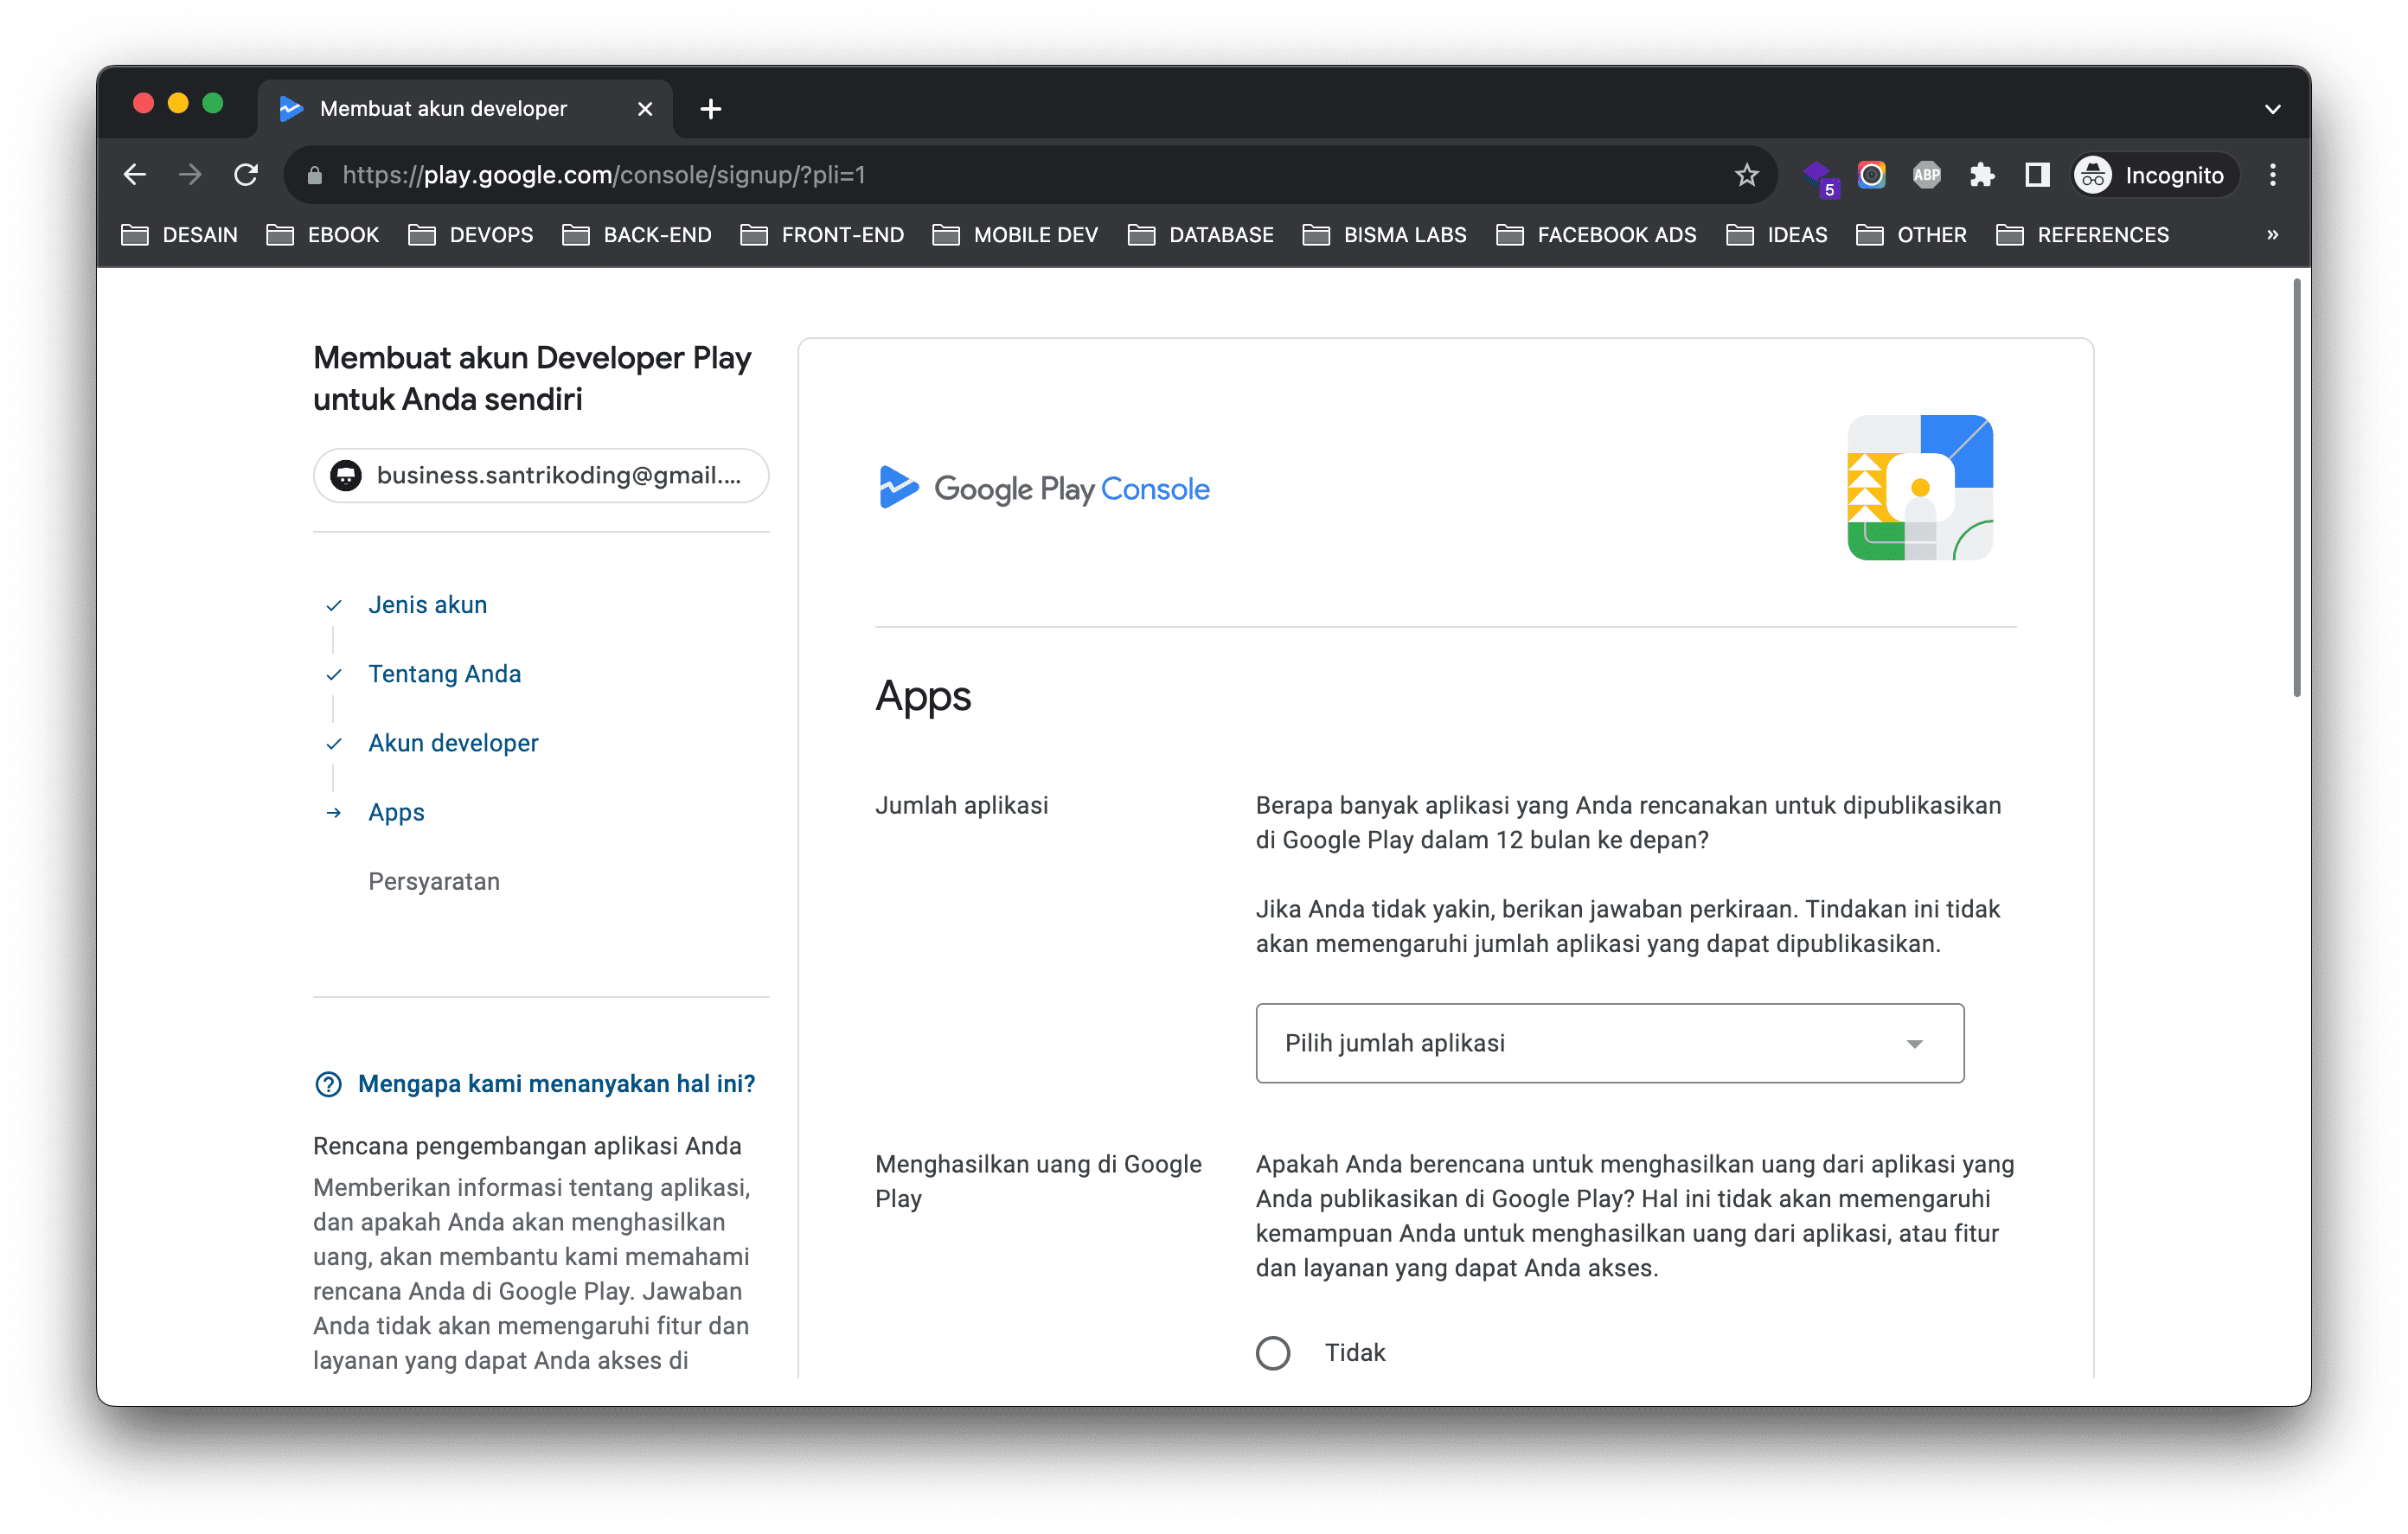 Membuat akun developer
https://play.google.com/console/signup/?pli=1
5
ABP
Incognito
DESAIN
EBOOK
DEVOPS
BACK-END
FRONT-END
MOBILE DEV
DATABASE
BISMA LABS
FACEBOOK ADS
IDEAS
OTHER
REFERENCES
»
Membuat akun Developer Play
untuk Anda sendiri
business.santrikoding@gmail....
Jenis akun
Tentang Anda
Akun developer
Apps
Persyaratan
Mengapa kami menanyakan hal ini?
Rencana pengembangan aplikasi Anda
Memberikan informasi tentang aplikasi,
dan apakah Anda akan menghasilkan
uang, akan membantu kami memahami
rencana Anda di Google Play. Jawaban
Anda tidak akan memengaruhi fitur dan
layanan yang dapat Anda akses di
Google Play Console
Apps
Jumlah aplikasi
Berapa banyak aplikasi yang Anda rencanakan untuk dipublikasikan
di Google Play dalam 12 bulan ke depan?
Jika Anda tidak yakin, berikan jawaban perkiraan. Tindakan ini tidak
akan memengaruhi jumlah aplikasi yang dapat dipublikasikan.
Pilih jumlah aplikasi
Menghasilkan uang di Google
Play
Apakah Anda berencana untuk menghasilkan uang dari aplikasi yang
Anda publikasikan di Google Play? Hal ini tidak akan memengaruhi
kemampuan Anda untuk menghasilkan uang dari aplikasi, atau fitur
dan layanan yang dapat Anda akses.
Tidak